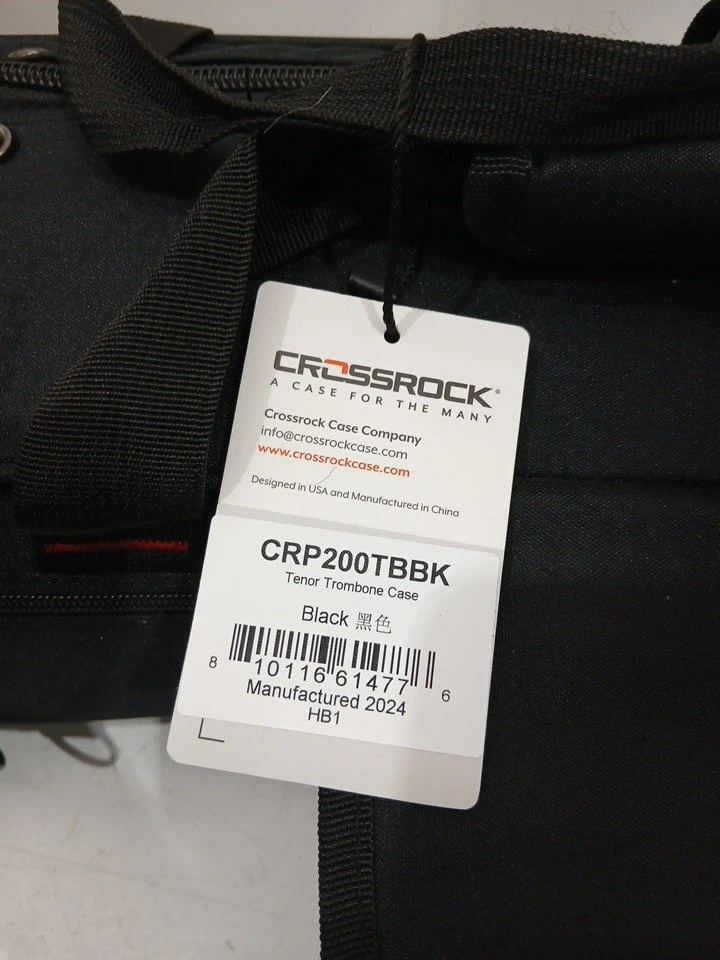 CROSSROCK®
A CASE FOR THE MANY
Crossrock Case Company
info@crossrockcase.com
www.crossrockcase.com
Designed in USA and Manufactured in China
CRP200TBBK
Tenor Trombone Case
Black 黑色
8 10116 61477 6
Manufactured 2024
HB1